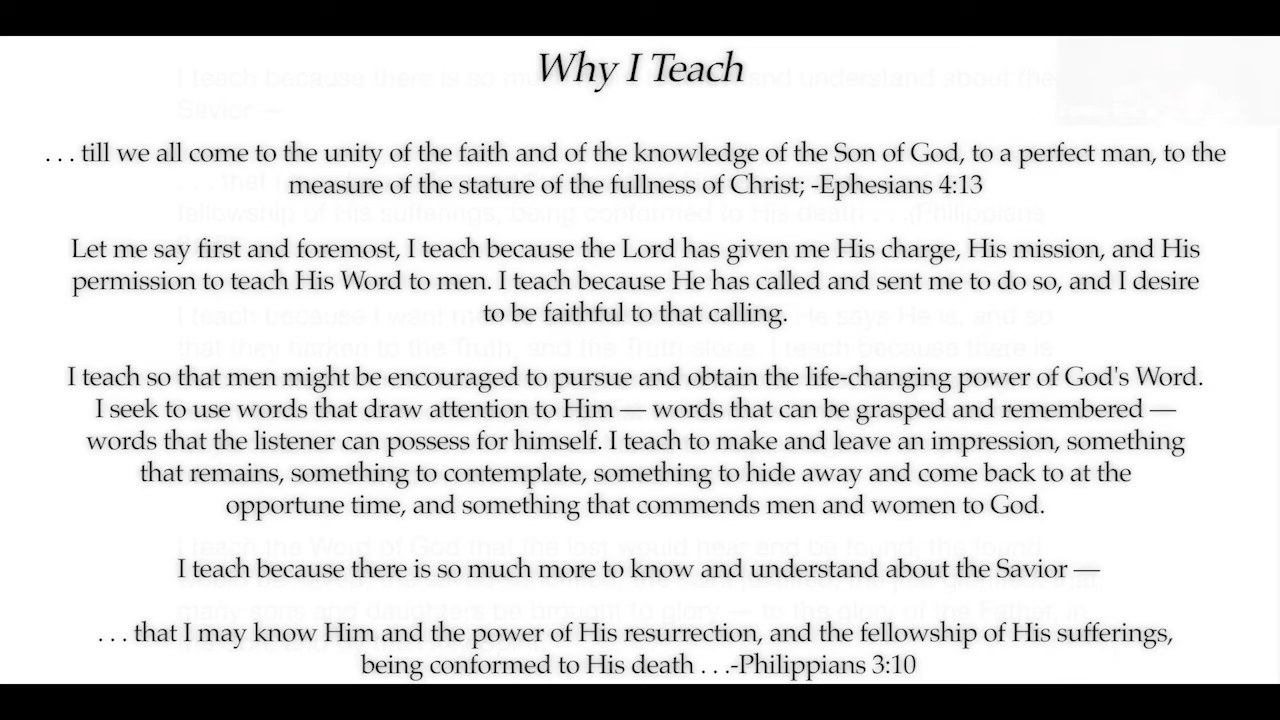 Why I Teach
. . . till we all come to the unity of the faith and of the knowledge of the Son of God, to a perfect man, to the
measure of the stature of the fullness of Christ; -Ephesians 4:13
Let me say first and foremost, I teach because the Lord has given me His charge, His mission, and His
permission to teach His Word to men. I teach because He has called and sent me to do so, and I desire
to be faithful to that calling.
I teach so that men might be encouraged to pursue and obtain the life-changing power of God's Word.
I seek to use words that draw attention to Him — words that can be grasped and remembered —
words that the listener can possess for himself. I teach to make and leave an impression, something
that remains, something to contemplate, something to hide away and come back to at the
opportune time, and something that commends men and women to God.
I teach because there is so much more to know and understand about the Savior —
. . . that I may know Him and the power of His resurrection, and the fellowship of His sufferings,
being conformed to His death . . .-Philippians 3:10